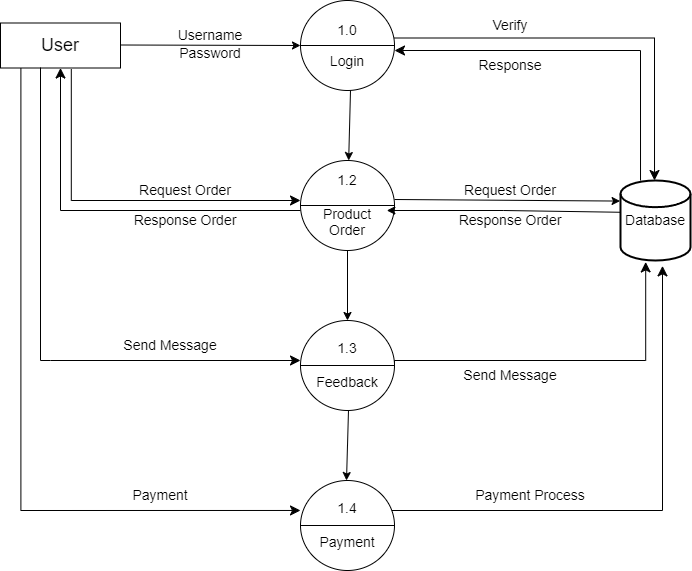 User
Username
Password
1.0
Login
Verify
Response
Request Order
Response Order
1.2
Product
Order
Request Order
Response Order
Database
Send Message
1.3
Feedback
Send Message
Payment
1.4
Payment
Payment Process